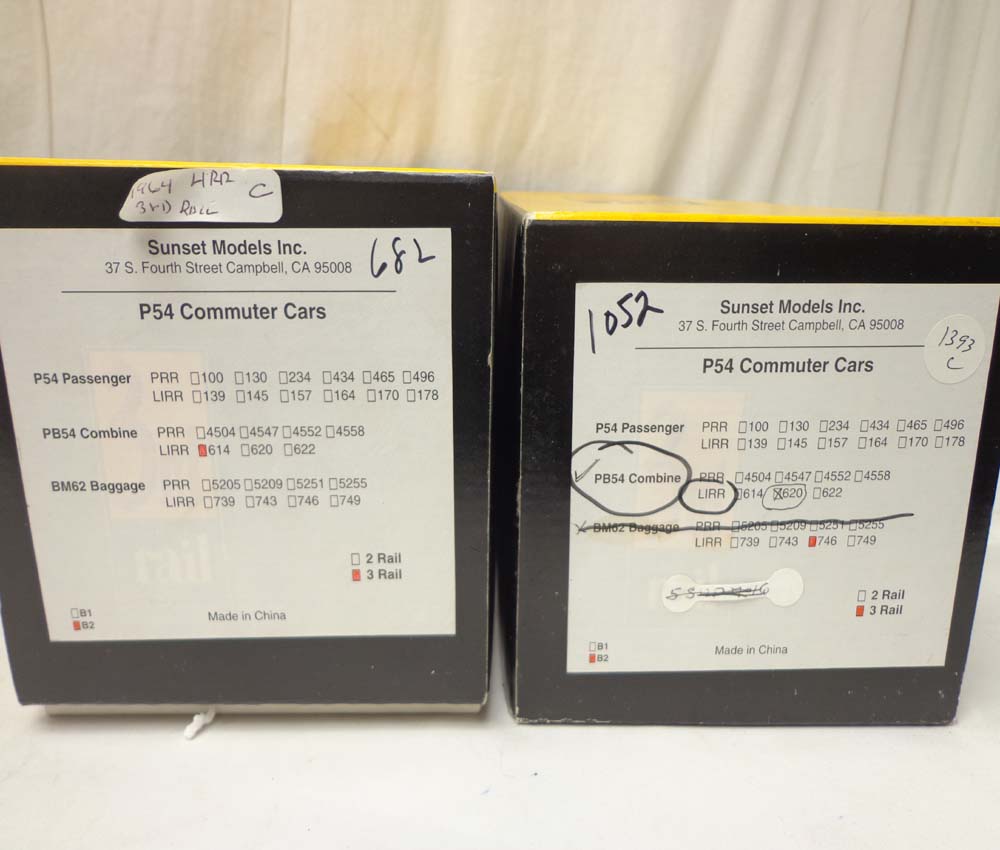 1964 LIRR C
3RD RAIL
Sunset Models Inc.
37 S. Fourth Street Campbell, CA 95008
682
P54 Commuter Cars
P54 Passenger PRR ☐100 ☐130 ☐234 ☐434 ☐465 ☐496
LIRR ☐139 ☐145 ☐157 ☐164 ☐170 ☐178
PB54 Combine PRR ☐4504 ☐4547 ☐4552 ☐4558
LIRR ☐614 ☐620 ☐622
BM62 Baggage PRR ☐5205 ☐5209 ☐5251 ☐5255
LIRR ☐739 ☐743 ☐746 ☐749
☐ 2 Rail
☐ 3 Rail
☐B1
☐B2
Made in China
1052
Sunset Models Inc.
37 S. Fourth Street Campbell, CA 95008
1393
C
P54 Commuter Cars
P54 Passenger PRR ☐100 ☐130 ☐234 ☐434 ☐465 ☐496
LIRR ☐139 ☐145 ☐157 ☐164 ☐170 ☐178
PB54 Combine PRR ☐4504 ☐4547 ☐4552 ☐4558
LIRR ☐614 ☒620 ☐622
BM62 Baggage PRR ☐5205 ☐5209 ☐5251 ☐5255
LIRR ☐739 ☐743 ☐746 ☐749
☐ 2 Rail
☐ 3 Rail
☐B1
☐B2
Made in China